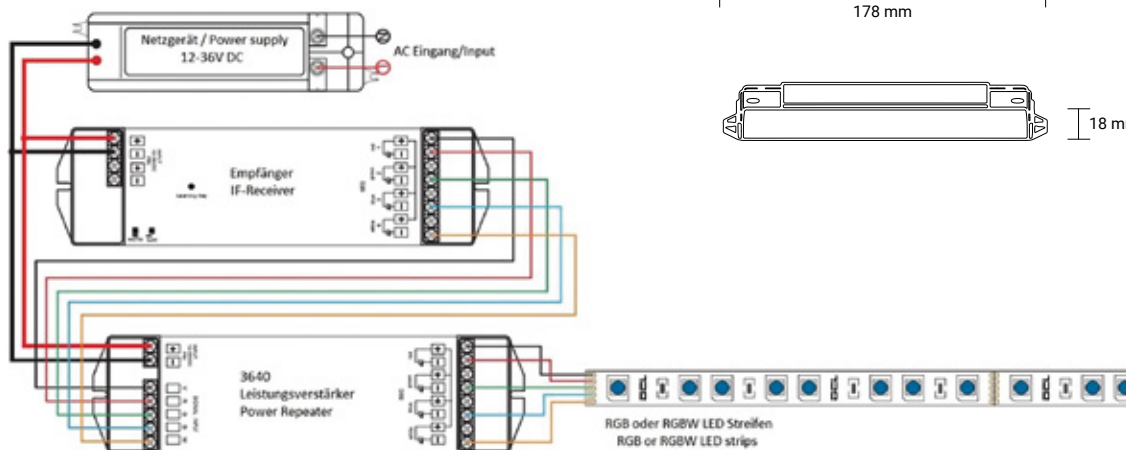 178 mm
Netzgerät / Power supply
12-36V DC
AC Eingang/Input
18 m
Empfänger
IF-Receiver
3640
Leistungsverstärker
Power Repeater
RGB oder RGBW LED Streifen
RGB or RGBW LED strips